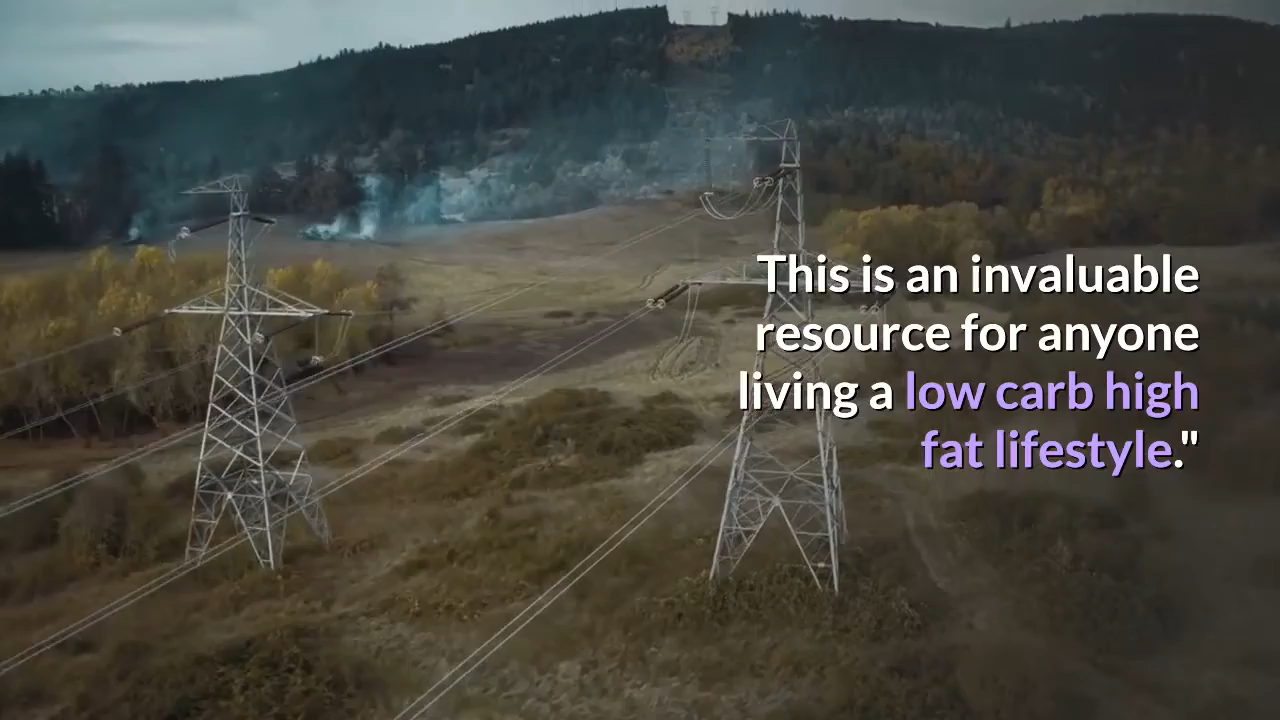 This is an invaluable
resource for anyone
living a low carb high
fat lifestyle."